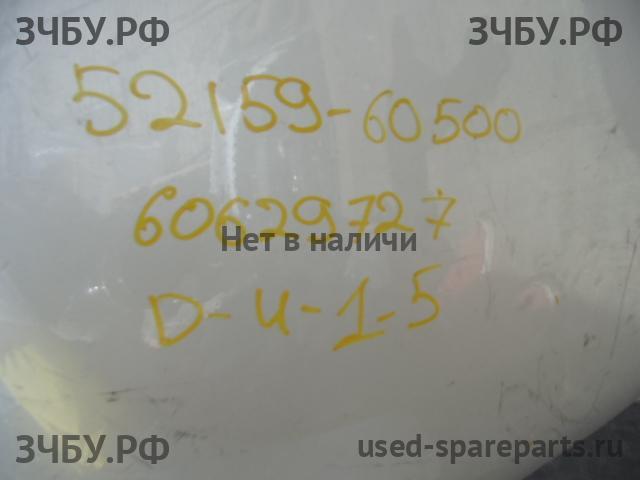 ЗЧБУ.РФ ЗЧБУ.РФ
52159-60500
60629727
Нет в наличи
D-4-1-5
ЗЧБУ.РФ used-spareparts.ru